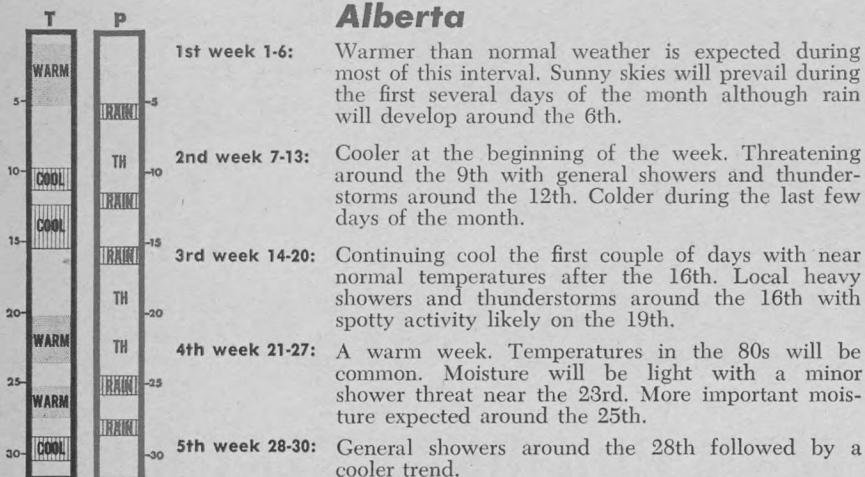 Alberta
T P
WARM
5- RAIN -5
TH
10- COOL -10
RAIN
COOL
15- -15
RAIN
TH
20- -20
WARM TH
25- RAIN -25
WARM
RAIN
30- COOL -30
1st week 1-6: Warmer than normal weather is expected during
most of this interval. Sunny skies will prevail during
the first several days of the month although rain
will develop around the 6th.
2nd week 7-13: Cooler at the beginning of the week. Threatening
around the 9th with general showers and thunder-
storms around the 12th. Colder during the last few
days of the month.
3rd week 14-20: Continuing cool the first couple of days with near
normal temperatures after the 16th. Local heavy
showers and thunderstorms around the 16th with
spotty activity likely on the 19th.
4th week 21-27: A warm week. Temperatures in the 80s will be
common. Moisture will be light with a minor
shower threat near the 23rd. More important mois-
ture expected around the 25th.
5th week 28-30: General showers around the 28th followed by a
cooler trend.